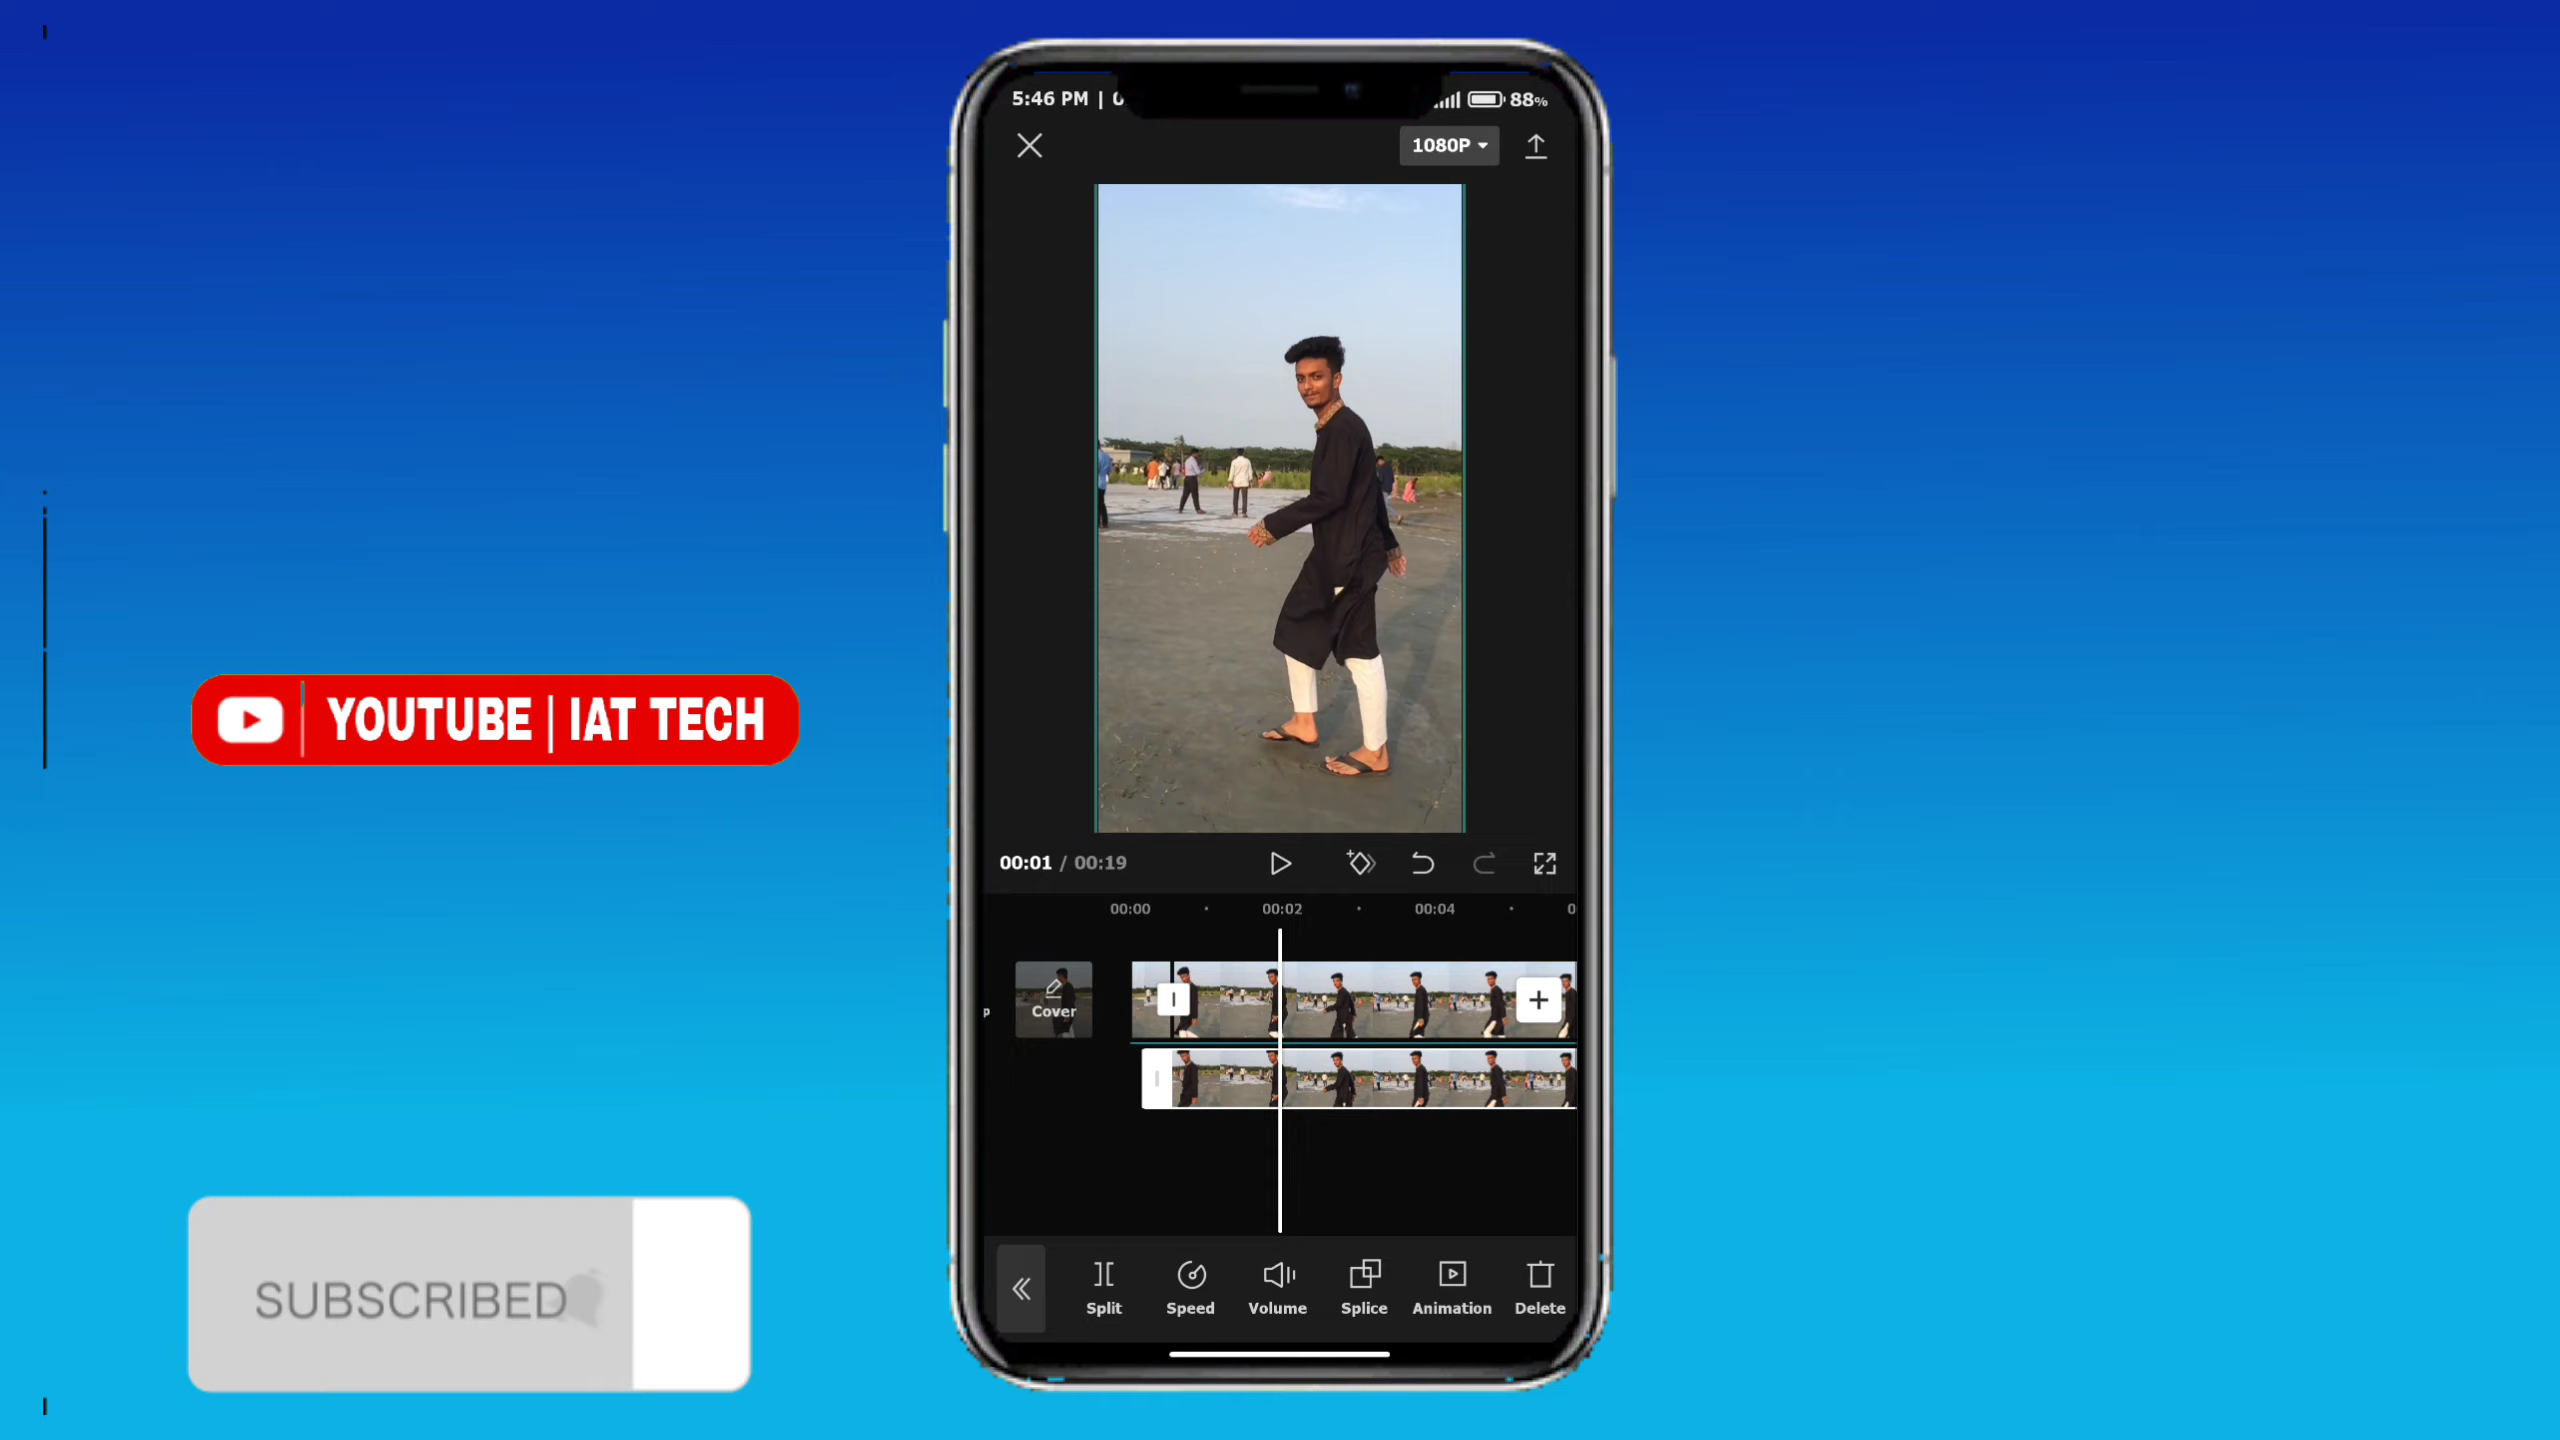 5:46 PM |
88%
1080P
YOUTUBE | IAT TECH
00:01 / 00:19
00:00
00:02
00:04
Cover
SUBSCRIBED
Split
Speed
Volume
Splice
Animation
Delete